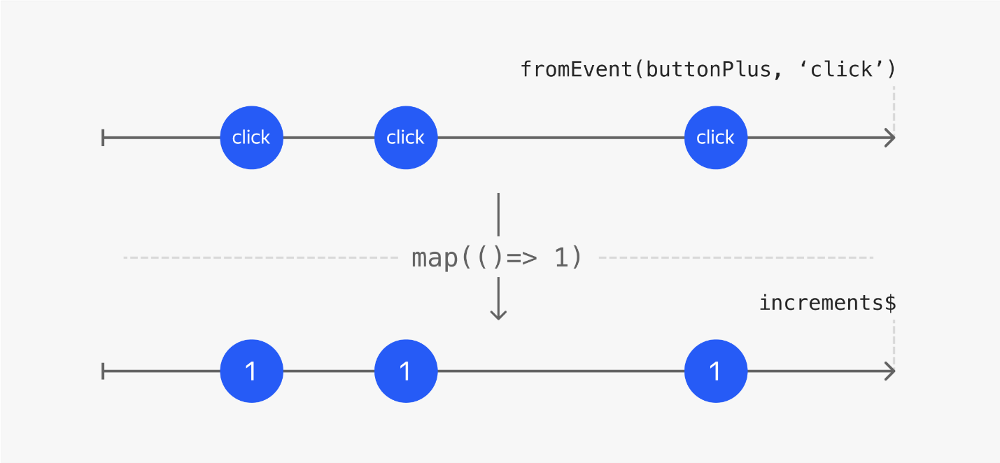 fromEvent(buttonPlus, ‘click’)
click click click
map(()=> 1)
increments$
1 1 1